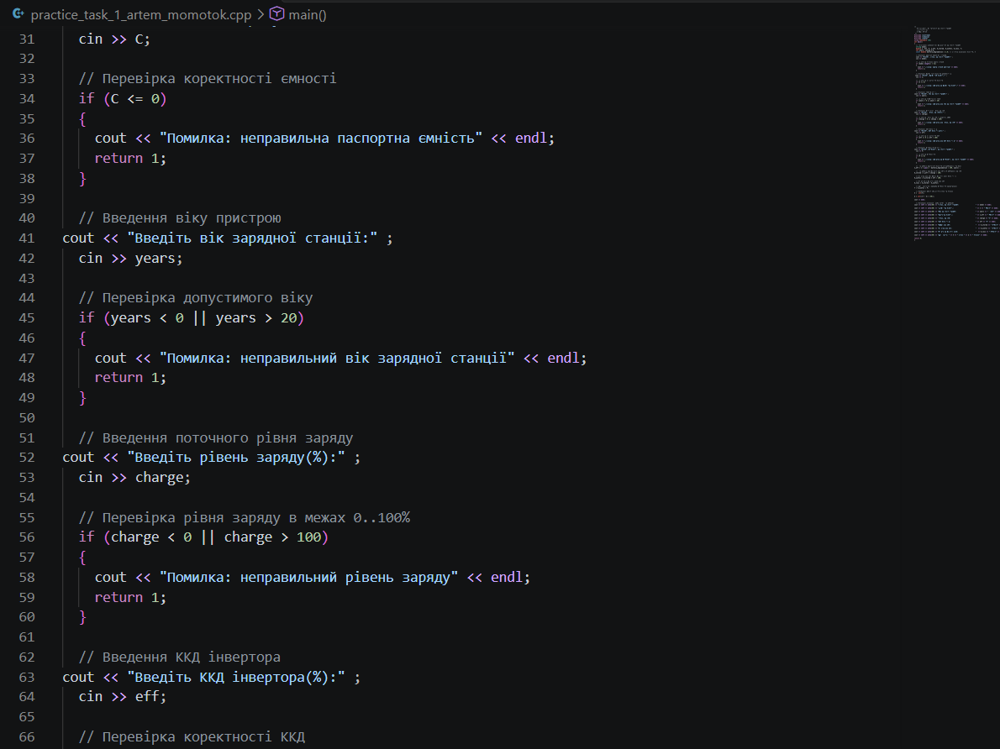 practice_task_1_artem_momotok.cpp > main()
31 cin >> C;
32
33 // Перевірка коректності ємності
34 if (C <= 0)
35 {
36 cout << "Помилка: неправильна паспортна ємність" << endl;
37 return 1;
38 }
39
40 // Введення віку пристрою
41 cout << "Введіть вік зарядної станції:" ;
42 cin >> years;
43
44 // Перевірка допустимого віку
45 if (years < 0 || years > 20)
46 {
47 cout << "Помилка: неправильний вік зарядної станції" << endl;
48 return 1;
49 }
50
51 // Введення поточного рівня заряду
52 cout << "Введіть рівень заряду(%):" ;
53 cin >> charge;
54
55 // Перевірка рівня заряду в межах 0..100%
56 if (charge < 0 || charge > 100)
57 {
58 cout << "Помилка: неправильний рівень заряду" << endl;
59 return 1;
60 }
61
62 // Введення ККД інвертора
63 cout << "Введіть ККД інвертора(%):" ;
64 cin >> eff;
65
66 // Перевірка коректності ККД